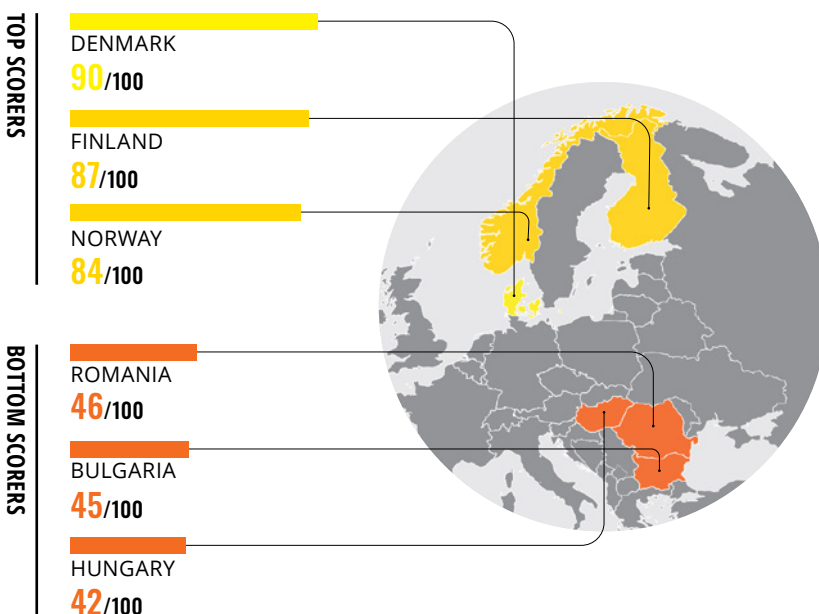 TOP SCORERS
DENMARK
90/100
FINLAND
87/100
NORWAY
84/100
BOTTOM SCORERS
ROMANIA
46/100
BULGARIA
45/100
HUNGARY
42/100